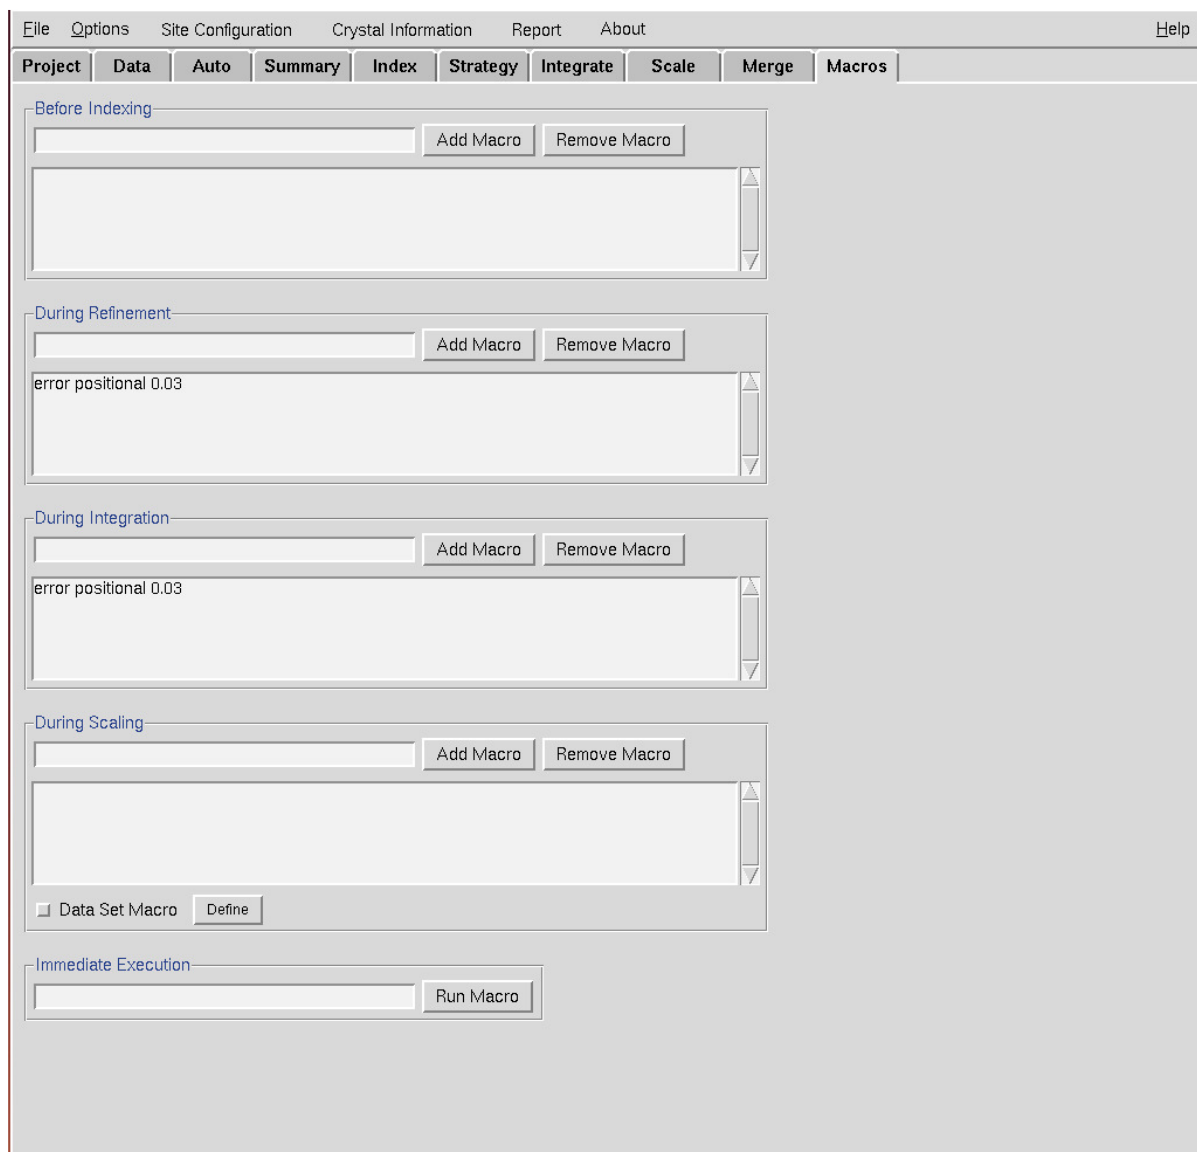 File Options Site Configuration Crystal Information Report About Help
Project Data Auto Summary Index Strategy Integrate Scale Merge Macros
Before Indexing
Add Macro Remove Macro
During Refinement
Add Macro Remove Macro
error positional 0.03
During Integration
Add Macro Remove Macro
error positional 0.03
During Scaling
Add Macro Remove Macro
Data Set Macro Define
Immediate Execution
Run Macro